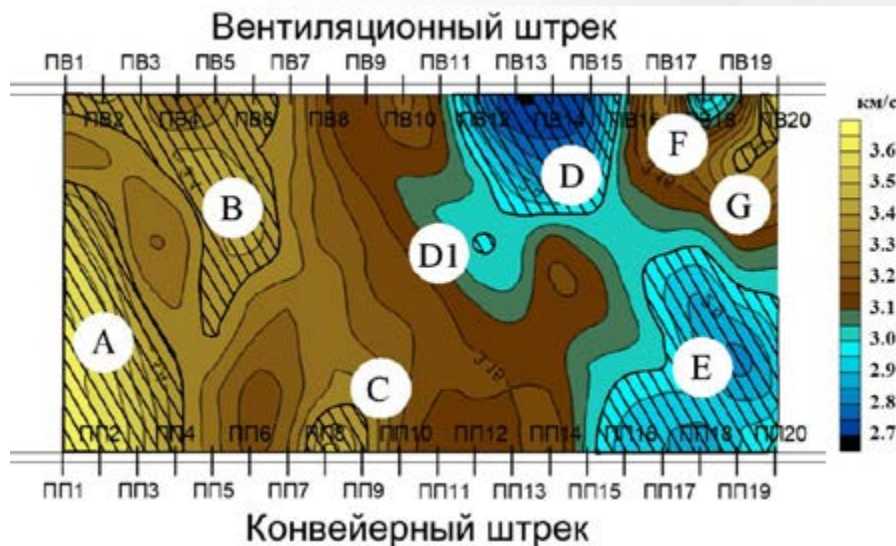 Вентиляционный штрек
ПВ1 ПВ3 ПВ5 ПВ7 ПВ9 ПВ11 ПВ13 ПВ15 ПВ17 ПВ19
км/с
ПВ2 ПВ4 ПВ6 ПВ8 ПВ10 ПВ12 ПВ14 ПВ16 ПВ18 ПВ20
3.6
F
3.5
D
B
G
3.4
3.3
D1
3.2
3.1
A
E
3.0
C
2.9
2.8
ПП2 ПП4 ПП6 ПП8 ПП10 ПП12 ПП14 ПП16 ПП18 ПП20
2.7
ПП1 ПП3 ПП5 ПП7 ПП9 ПП11 ПП13 ПП15 ПП17 ПП19
Конвейерный штрек